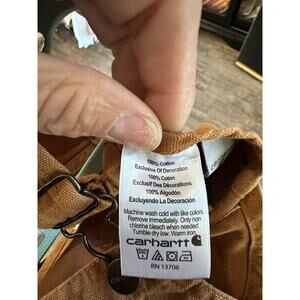 100% Cotton
Exclusive Of Decoration
100% Coton
Exclusif Des Décorations
100% Algodón
Excluyendo La Decoración
Machine wash cold with like colors.
Remove immediately. Only non
chlorine bleach when needed.
Tumble dry low. Warm iron.
carhartt
RN 13706